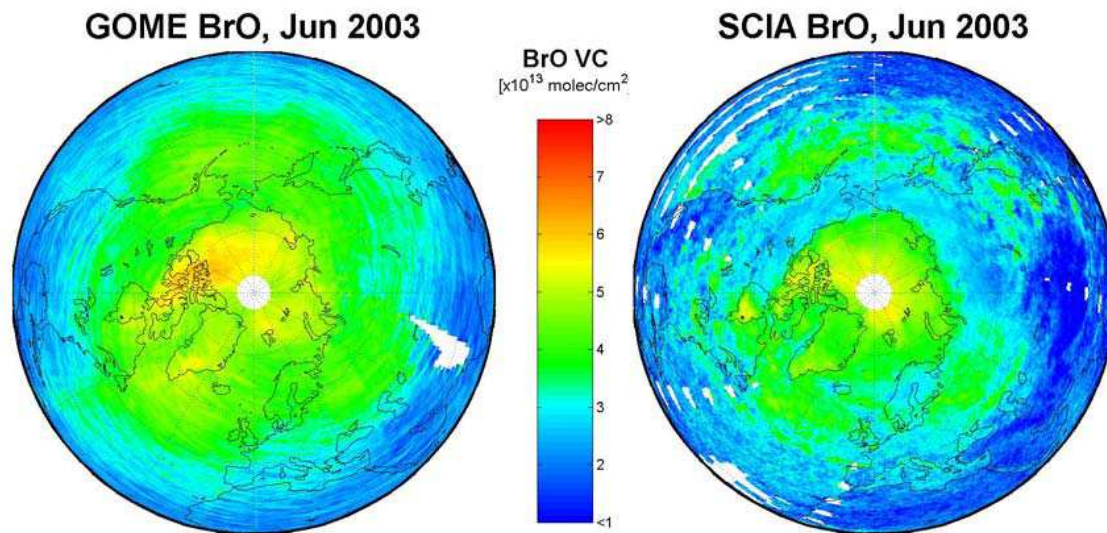 GOME BrO, Jun 2003
SCIA BrO, Jun 2003
BrO VC
[x10¹³ molec/cm²
>8
7
6
5
4
3
2
<1